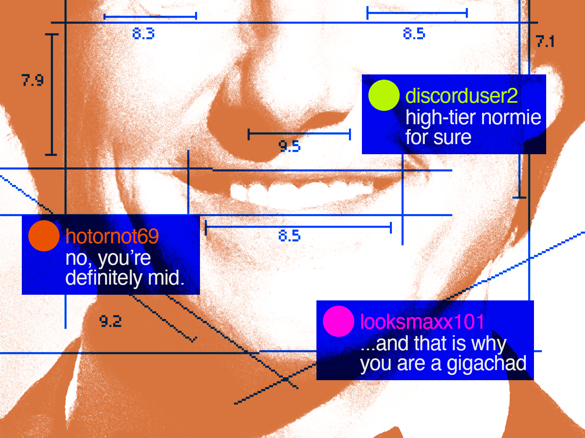 8.3
8.5
7.1
7.9
discorduser2
high-tier normie
for sure
9.5
hotornot69
no, you’re
definitely mid.
8.5
9.2
looksmaxx101
...and that is why
you are a gigachad